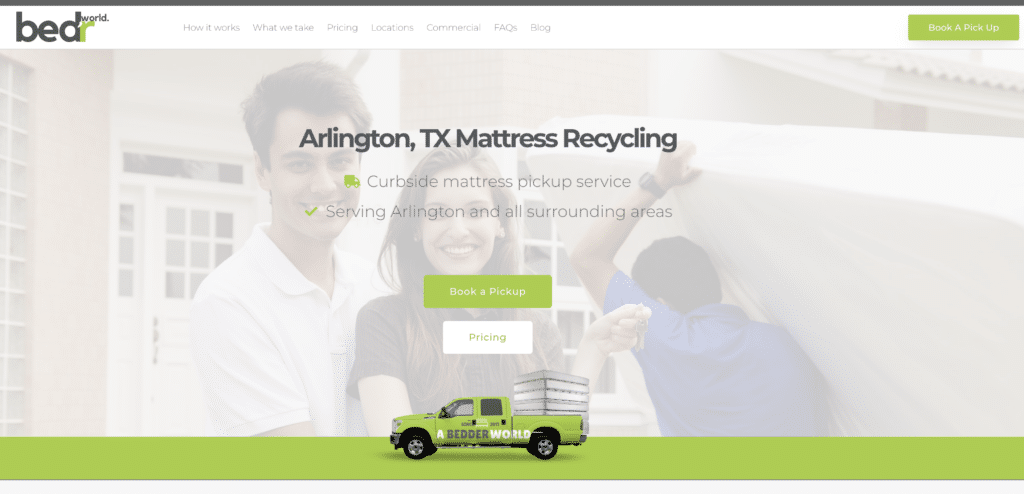 bedr world.
How it works What we take Pricing Locations Commercial FAQs Blog
Book A Pick Up
Arlington, TX Mattress Recycling
Curbside mattress pickup service
Serving Arlington and all surrounding areas
Book a Pickup
Pricing
A BEDDER WORLD